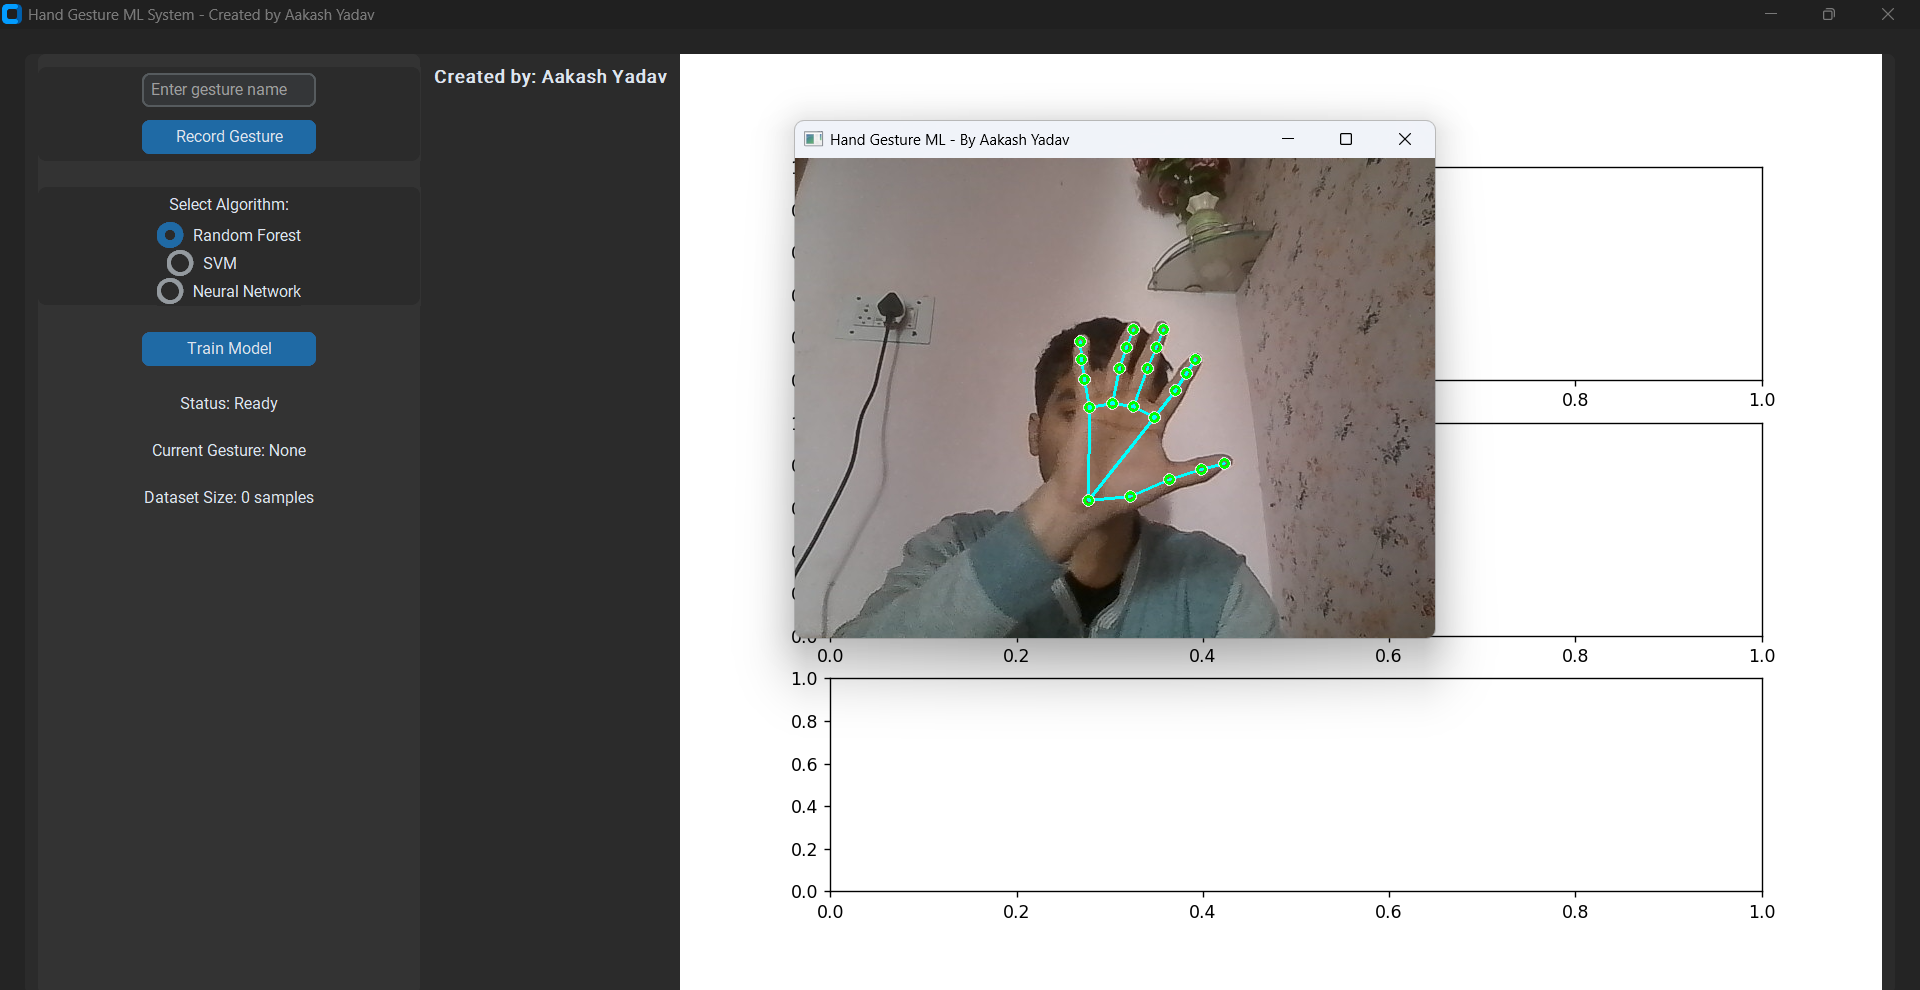 Hand Gesture ML System - Created by Aakash Yadav
Enter gesture name
Record Gesture
Select Algorithm:
Random Forest
SVM
Neural Network
Train Model
Status: Ready
Current Gesture: None
Dataset Size: 0 samples
Created by: Aakash Yadav
Hand Gesture ML - By Aakash Yadav
0.8 1.0
0.0 0.2 0.4 0.6 0.8 1.0
1.0
0.8
0.6
0.4
0.2
0.0
0.0 0.2 0.4 0.6 0.8 1.0